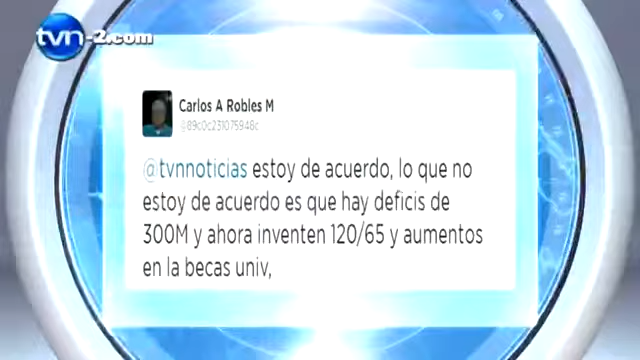 tvn-2.com
Carlos A Robles M
@89c0c231075946c
@tvnnoticias estoy de acuerdo, lo que no
estoy de acuerdo es que hay deficis de
300M y ahora inventen 120/65 y aumentos
en la becas univ,